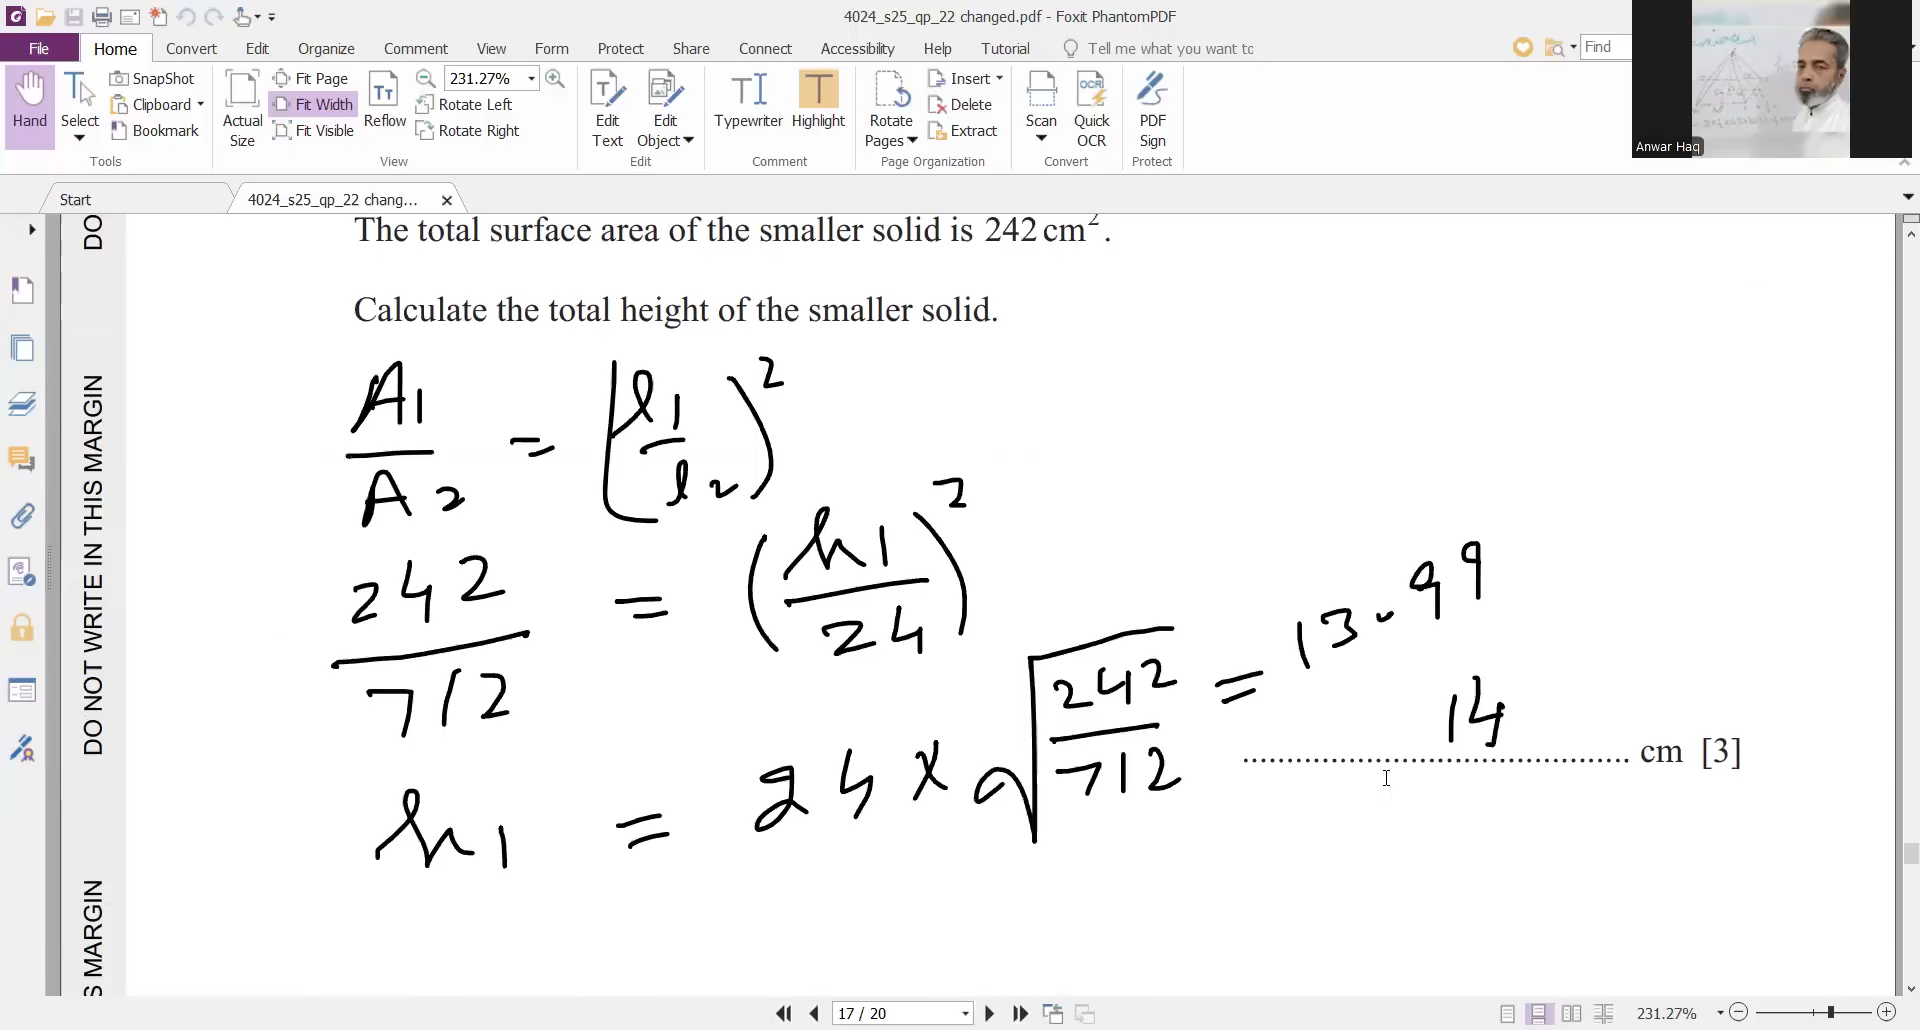 4024_s25_qp_22 changed.pdf - Foxit PhantomPDF
File Home Convert Edit Organize Comment View Form Protect Share Connect Accessibility Help Tutorial Tell me what you want tc Find
Hand Select SnapShot Clipboard Bookmark
Actual Size Fit Page Fit Width Fit Visible Reflow 231.27% Rotate Left Rotate Right
Edit Text Edit Object Typewriter Highlight Rotate Pages Insert Delete Extract Scan Quick OCR PDF Sign
Tools View Edit Comment Page Organization Convert Protect
Anwar Haq
Start 4024_s25_qp_22 chang...
DO
DO NOT WRITE IN THIS MARGIN
S MARGIN
The total surface area of the smaller solid is 242 cm².
Calculate the total height of the smaller solid.
A1/A2 = (l1/l2)²
242/712 = (h1/24)²
h1 = 24 × √(242/712) = 13.99
14
.......................................... cm [3]
17 / 20 231.27%